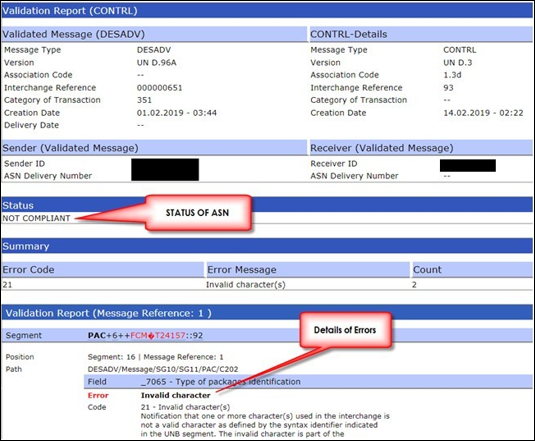 Validation Report (CONTRL)
Validated Message (DESADV)
CONTRL-Details
Message Type DESADV
Message Type CONTRL
Version UN D.96A
Version UN D.3
Association Code --
Association Code 1.3d
Interchange Reference 000000651
Interchange Reference 93
Category of Transaction 351
Category of Transaction --
Creation Date 01.02.2019 - 03:44
Creation Date 14.02.2019 - 02:22
Delivery Date --
Sender (Validated Message)
Receiver (Validated Message)
Sender ID
Receiver ID
ASN Delivery Number
ASN Delivery Number --
Status
NOT COMPLIANT
STATUS OF ASN
Summary
Error Code Error Message Count
21 Invalid character(s) 2
Validation Report (Message Reference: 1 )
Segment PAC+6++FCM�T24157::92
Details of Errors
Position Segment: 16 | Message Reference: 1
Path DESADV/Message/SG10/SG11/PAC/C202
Field _7065 - Type of packages identification
Error Invalid character
Code 21 - Invalid character(s)
Notification that one or more character(s) used in the interchange
is not a valid character as defined by the syntax identifier indicated
in the UNB segment. The invalid character is part of the